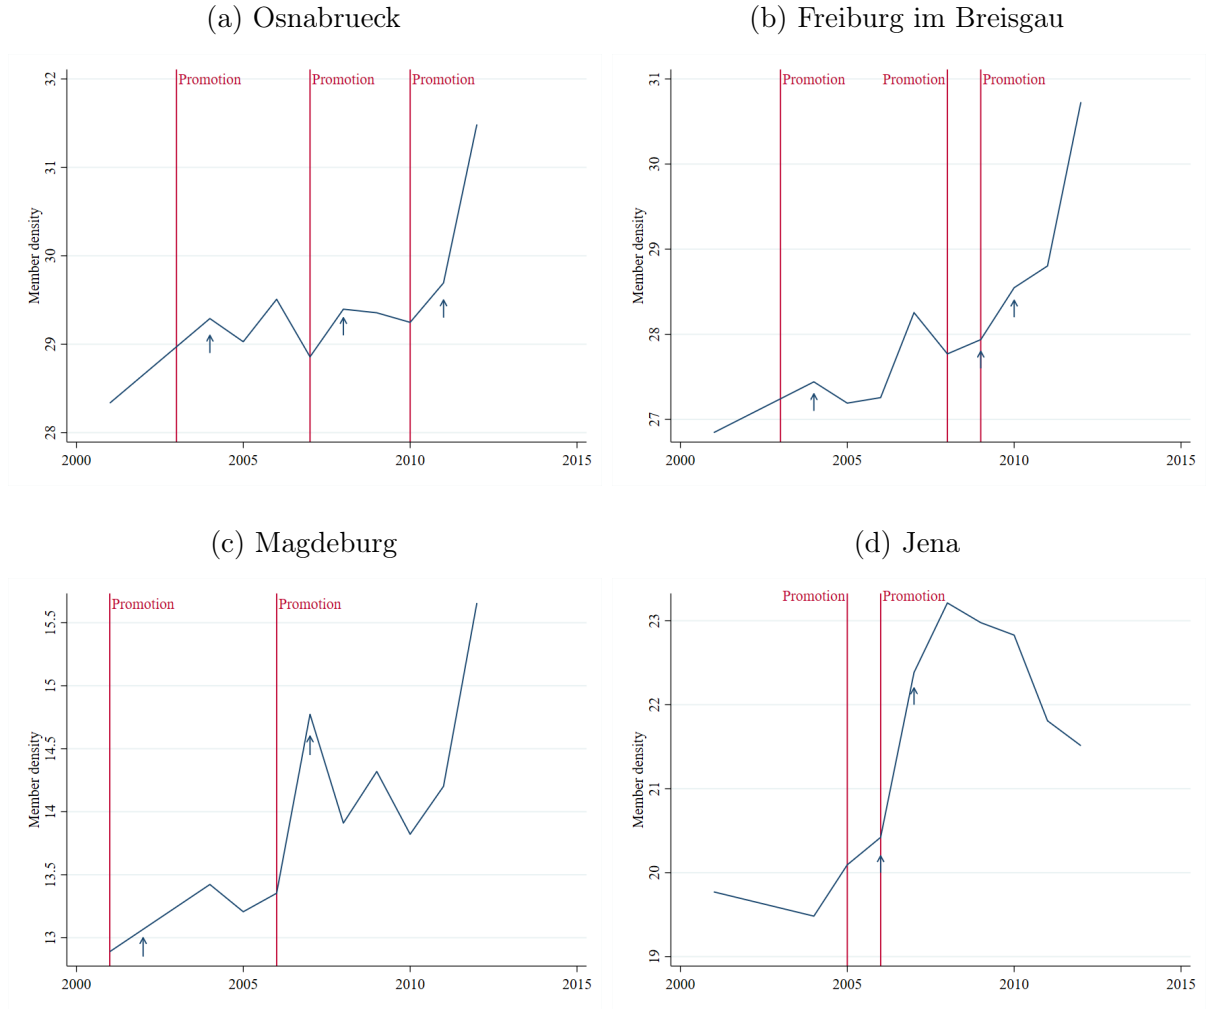 (a) Osnabrueck
(b) Freiburg im Breisgau
32
Promotion
Promotion
Promotion
31
30
29
28
Member density
2000
2005
2010
2015
31
Promotion
Promotion
Promotion
30
29
28
27
Member density
2000
2005
2010
2015
(c) Magdeburg
(d) Jena
Promotion
Promotion
15.5
15
14.5
14
13.5
13
Member density
2000
2005
2010
2015
Promotion
Promotion
23
22
21
20
19
Member density
2000
2005
2010
2015